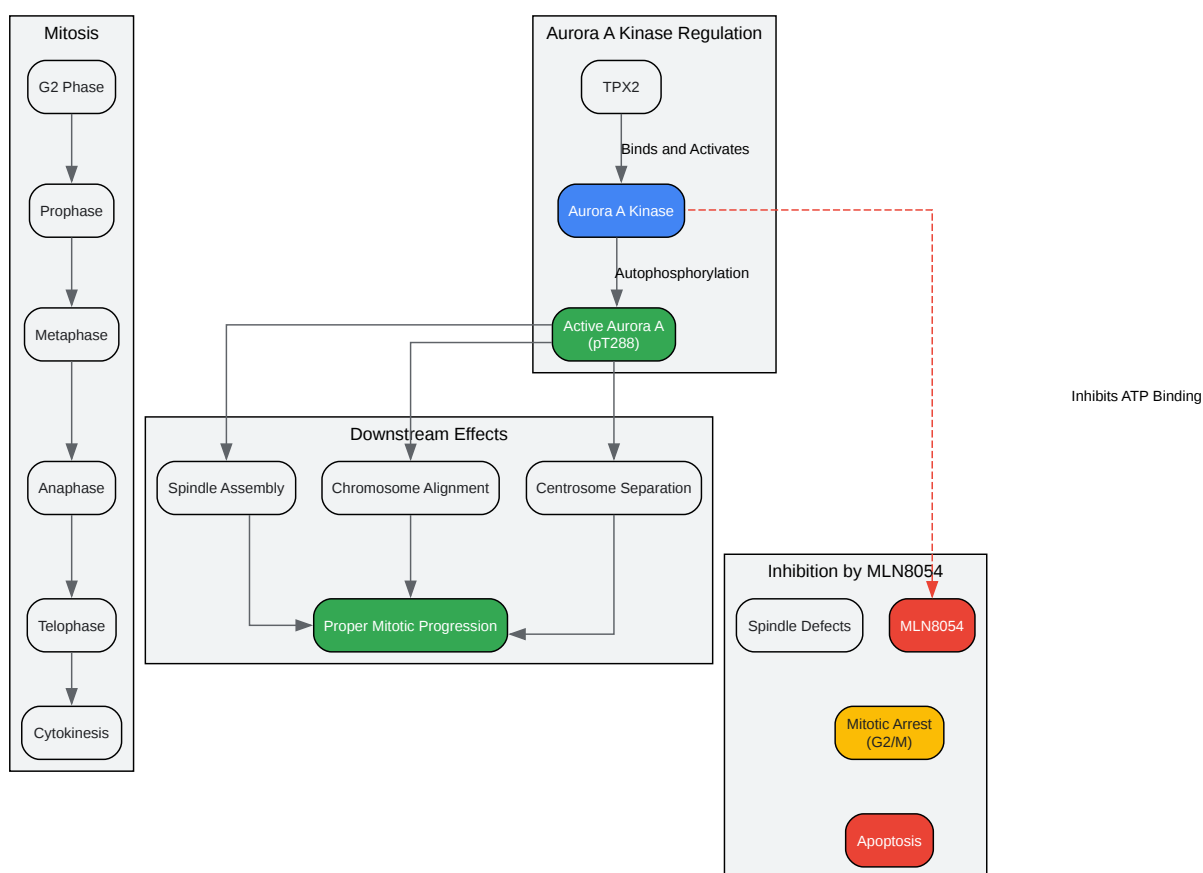 Mitosis
G2 Phase
Prophase
Metaphase
Anaphase
Telophase
Cytokinesis
Aurora A Kinase Regulation
TPX2
Binds and Activates
Aurora A Kinase
Autophosphorylation
Active Aurora A
(pT288)
Inhibits ATP Binding
Downstream Effects
Spindle Assembly
Chromosome Alignment
Centrosome Separation
Proper Mitotic Progression
Inhibition by MLN8054
Spindle Defects
MLN8054
Mitotic Arrest
(G2/M)
Apoptosis